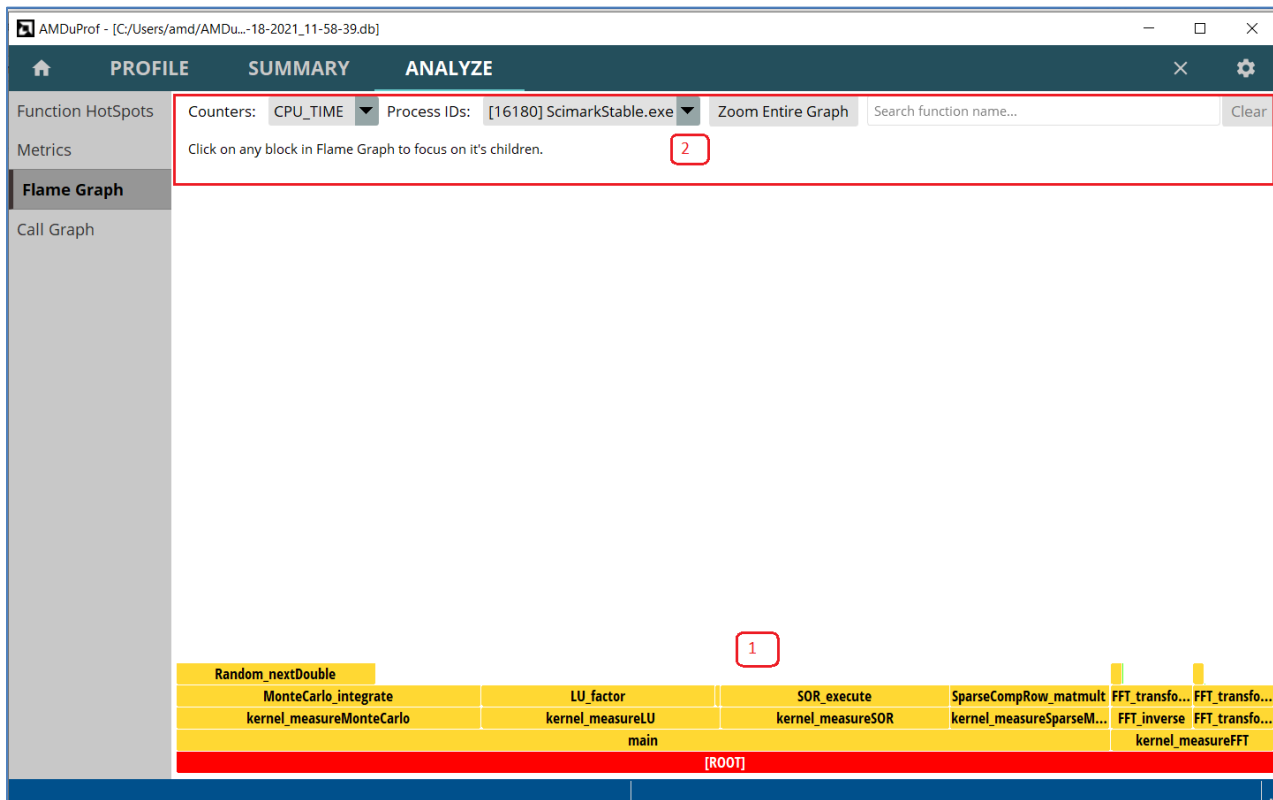 AMDuProf - [C:/Users/amd/AMDu...-18-2021_11-58-39.db]
PROFILE SUMMARY ANALYZE
Function HotSpots
Metrics
Flame Graph
Call Graph
Counters: CPU_TIME Process IDs: [16180] ScimarkStable.exe Zoom Entire Graph Search function name... Clear
Click on any block in Flame Graph to focus on it's children.
2
1
Random_nextDouble
MonteCarlo_integrate LU_factor SOR_execute SparseCompRow_matmult FFT_transfo... FFT_transfo...
kernel_measureMonteCarlo kernel_measureLU kernel_measureSOR kernel_measureSparseM... FFT_inverse FFT_transfo...
main kernel_measureFFT
[ROOT]